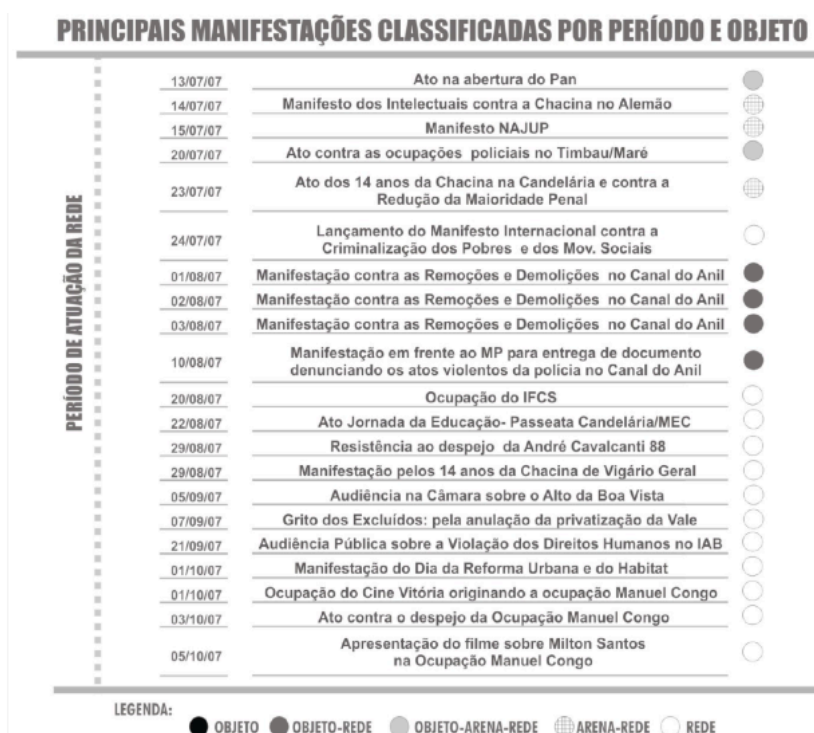 PRINCIPAIS MANIFESTAÇÕES CLASSIFICADAS POR PERÍODO E OBJETO
PERÍODO DE ATUAÇÃO DA REDE
13/07/07 Ato na abertura do Pan
14/07/07 Manifesto dos Intelectuais contra a Chacina no Alemão
15/07/07 Manifesto NAJUP
20/07/07 Ato contra as ocupações policiais no Timbau/Maré
23/07/07 Ato dos 14 anos da Chacina na Candelária e contra a
Redução da Maioridade Penal
24/07/07 Lançamento do Manifesto Internacional contra a
Criminalização dos Pobres e dos Mov. Sociais
01/08/07 Manifestação contra as Remoções e Demolições no Canal do Anil
02/08/07 Manifestação contra as Remoções e Demolições no Canal do Anil
03/08/07 Manifestação contra as Remoções e Demolições no Canal do Anil
10/08/07 Manifestação em frente ao MP para entrega de documento
denunciando os atos violentos da polícia no Canal do Anil
20/08/07 Ocupação do IFCS
22/08/07 Ato Jornada da Educação- Passeata Candelária/MEC
29/08/07 Resistência ao despejo da André Cavalcanti 88
29/08/07 Manifestação pelos 14 anos da Chacina de Vigário Geral
05/09/07 Audiência na Câmara sobre o Alto da Boa Vista
07/09/07 Grito dos Excluídos: pela anulação da privatização da Vale
21/09/07 Audiência Pública sobre a Violação dos Direitos Humanos no IAB
01/10/07 Manifestação do Dia da Reforma Urbana e do Habitat
01/10/07 Ocupação do Cine Vitória originando a ocupação Manuel Congo
03/10/07 Ato contra o despejo da Ocupação Manuel Congo
05/10/07 Apresentação do filme sobre Milton Santos
na Ocupação Manuel Congo
LEGENDA:
OBJETO OBJETO-REDE OBJETO-ARENA-REDE ARENA-REDE REDE